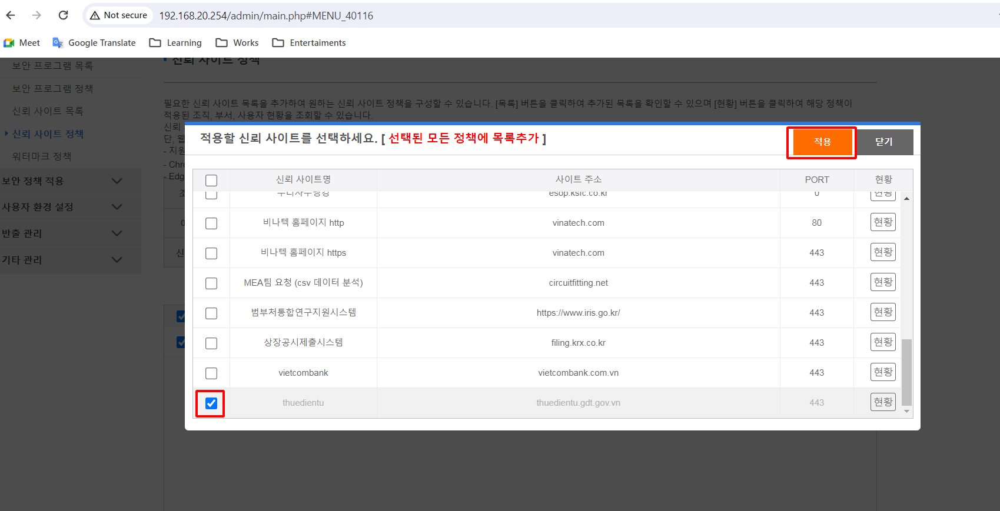 Not secure 192.168.20.254/admin/main.php#MENU_40116
Meet Google Translate Learning Works Entertaiments
신뢰 사이트 정책
보안 프로그램 목록
보안 프로그램 정책
신뢰 사이트 목록
신뢰 사이트 정책
워터마크 정책
보안 정책 적용
사용자 환경 설정
반출 관리
기타 관리
필요한 신뢰 사이트 목록을 추가하여 원하는 신뢰 사이트 정책을 구성할 수 있습니다. [목록] 버튼을 클릭하여 추가된 목록을 확인할 수 있으며 [현황] 버튼을 클릭하여 해당 정책이
적용된 조직, 부서, 사용자 현황을 조회할 수 있습니다.
신뢰
단, 웹
- 지원
- Chr
- Edg
적용할 신뢰 사이트를 선택하세요. [ 선택된 모든 정책에 목록추가 ] 적용 닫기
신뢰 사이트명 사이트 주소 PORT 현황
esop.ksfc.co.kr 0 현황
비나텍 홈페이지 http vinatech.com 80 현황
비나텍 홈페이지 https vinatech.com 443 현황
MEA팀 요청 (csv 데이터 분석) circuitfitting.net 443 현황
범부처통합연구지원시스템 https://www.iris.go.kr/ 443 현황
상장공시제출시스템 filing.krx.co.kr 443 현황
vietcombank vietcombank.com.vn 443 현황
thuedientu thuedientu.gdt.gov.vn 443 현황